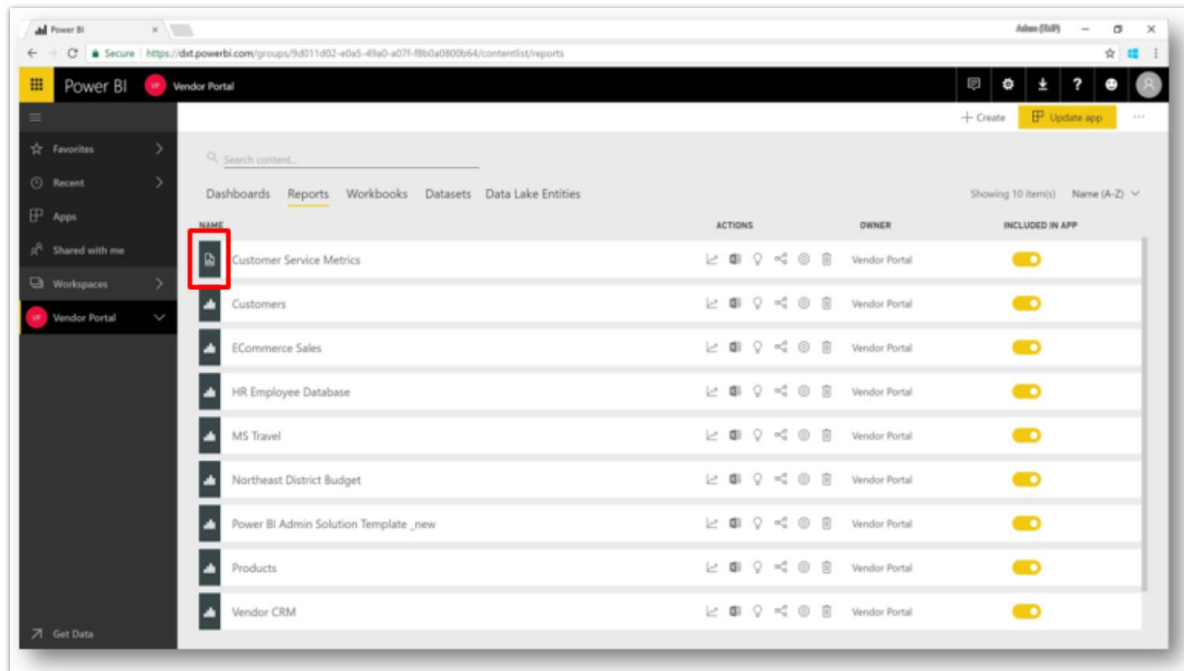 Power BI
Secure https://dxt.powerbi.com/groups/9d011d02-e0a5-49a0-a07f-f8b0a0800b64/contentlist/reports
Power BI VP Vendor Portal ?
+ Create Update app ...
Favorites
Recent
Apps
Shared with me
Workspaces
VP Vendor Portal
Get Data
Search content...
Dashboards Reports Workbooks Datasets Data Lake Entities Showing 10 item(s) Name (A-Z)
NAME ACTIONS OWNER INCLUDED IN APP
Customer Service Metrics Vendor Portal
Customers Vendor Portal
ECommerce Sales Vendor Portal
HR Employee Database Vendor Portal
MS Travel Vendor Portal
Northeast District Budget Vendor Portal
Power BI Admin Solution Template _new Vendor Portal
Products Vendor Portal
Vendor CRM Vendor Portal